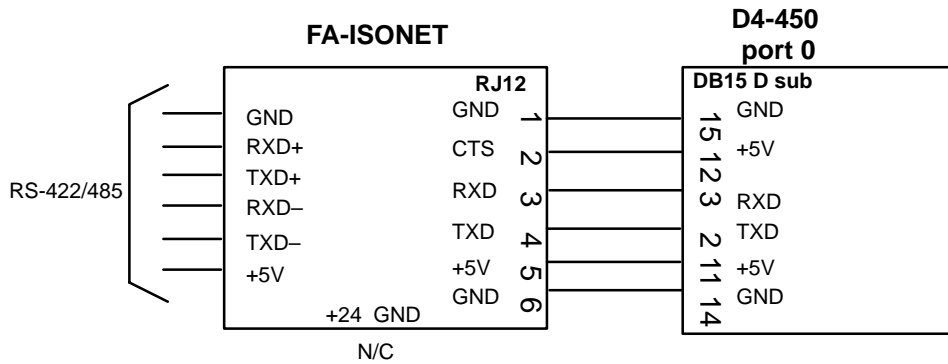 FA-ISONET
D4-450
port 0
RS-422/485
GND
RXD+
TXD+
RXD–
TXD–
+5V
+24 GND
N/C
RJ12
GND 1
CTS 2
RXD 3
TXD 4
+5V 5
GND 6
DB15 D sub
15 GND
12 +5V
3 RXD
2 TXD
11 +5V
14 GND